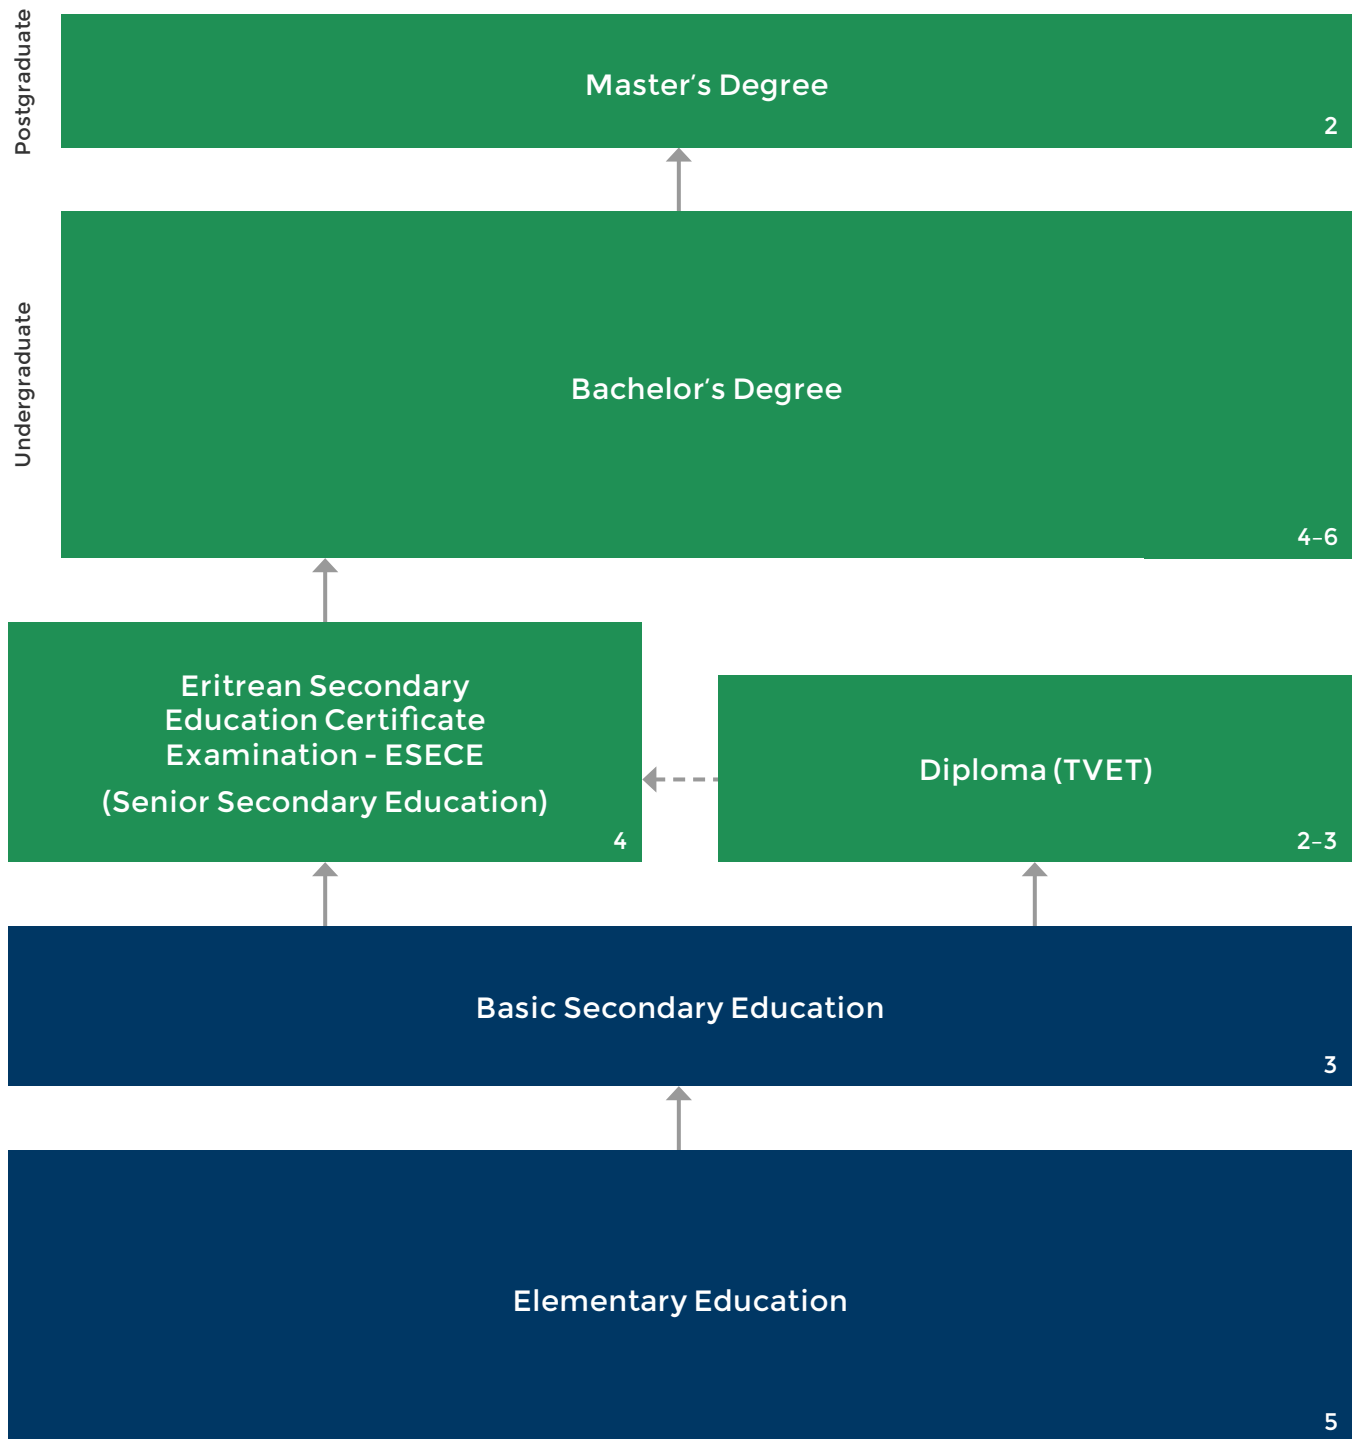 Postgraduate
Master‘s Degree
2
Undergraduate
Bachelor‘s Degree
4–6
Eritrean Secondary
Education Certificate
Examination - ESECE
(Senior Secondary Education)
4
Diploma (TVET)
2–3
Basic Secondary Education
3
Elementary Education
5